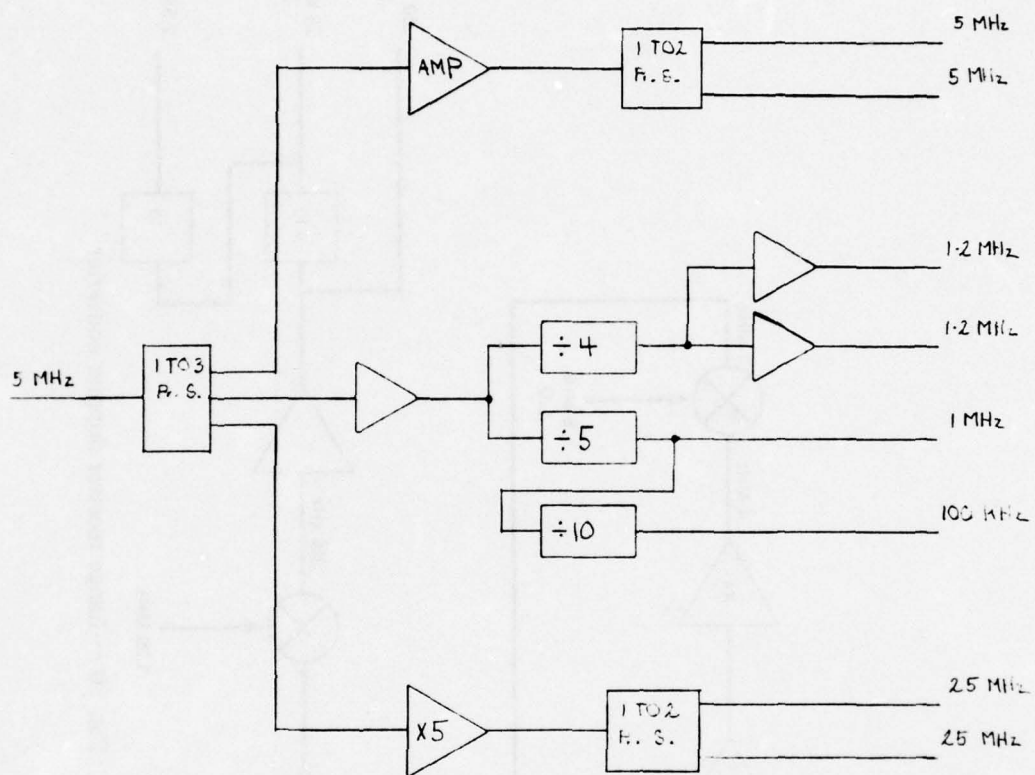 5 MHz
AMP
1 TO 2
P. S.
5 MHz
1·2 MHz
÷4
1·2 MHz
5 MHz
1 TO 3
P. S.
÷5
1 MHz
÷10
100 KHz
25 MHz
×5
1 TO 2
P. S.
25 MHz